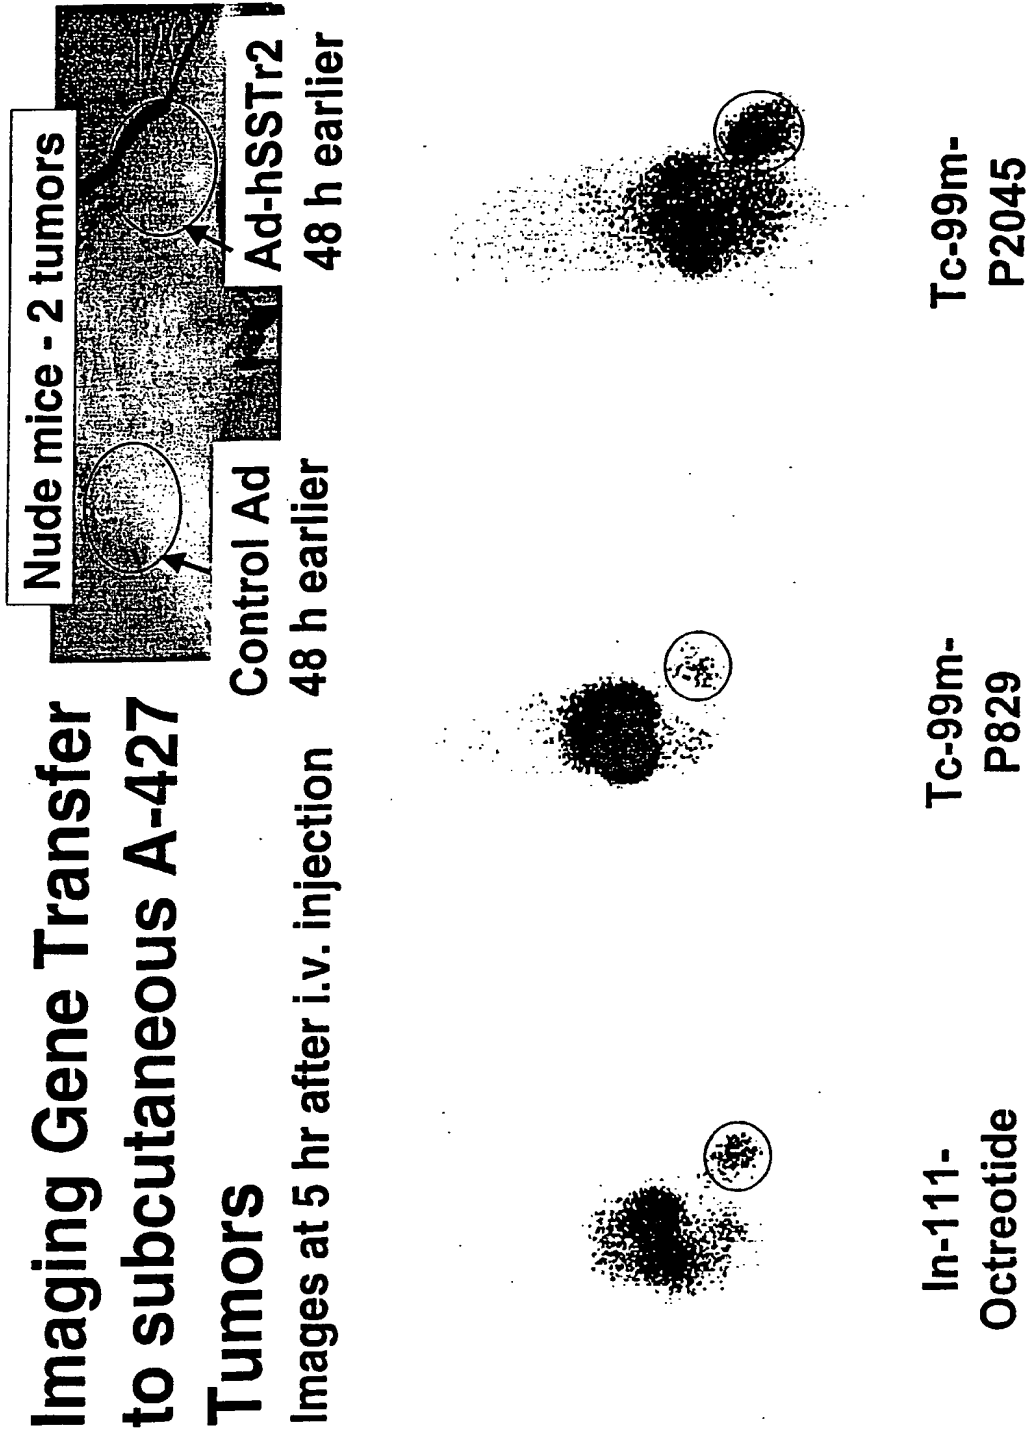 Imaging Gene Transfer
to subcutaneous A-427
Tumors
Images at 5 hr after i.v. injection
Nude mice - 2 tumors
Control Ad
48 h earlier
Ad-hSSTr2
48 h earlier
In-111-
Octreotide
Tc-99m-
P829
Tc-99m-
P2045